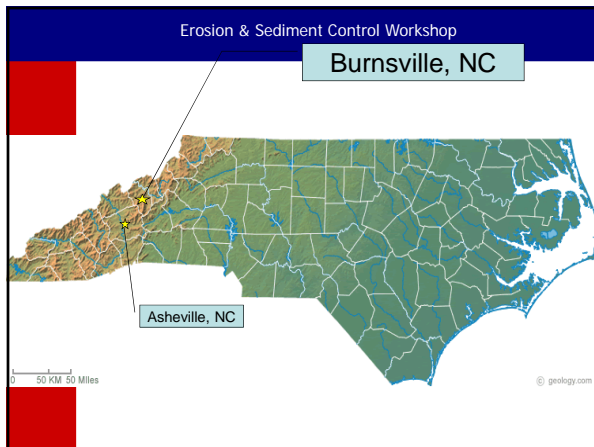 Erosion & Sediment Control Workshop
Burnsville, NC
Asheville, NC
0 50 KM 50 Miles
© geology.com